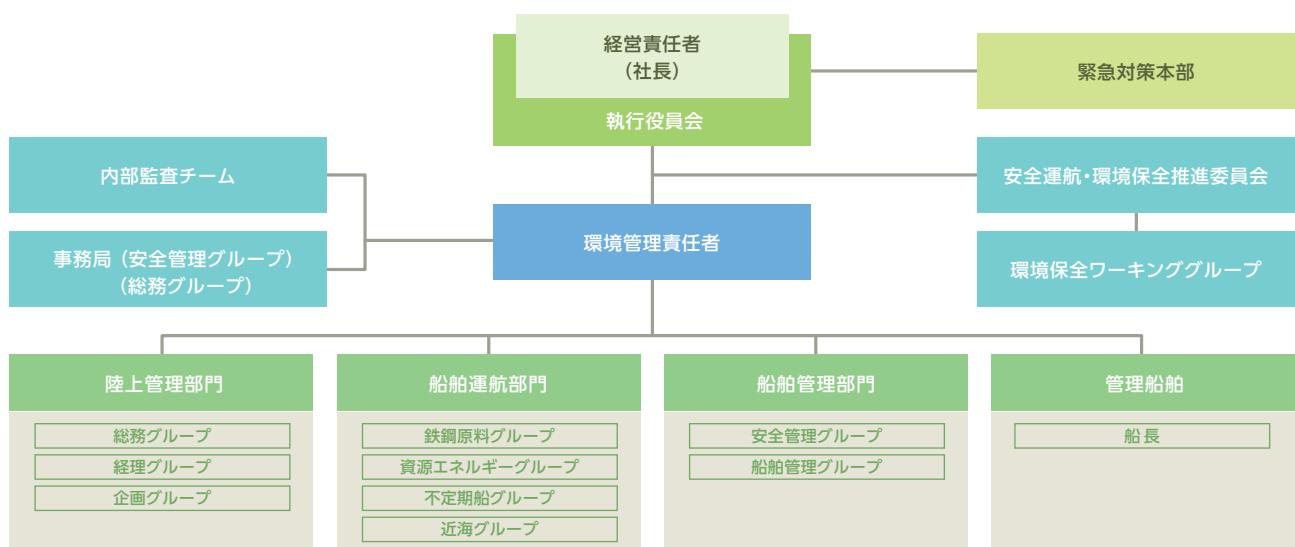 経営責任者
（社長）
執行役員会
緊急対策本部
内部監査チーム
安全運航・環境保全推進委員会
環境管理責任者
事務局（安全管理グループ）
（総務グループ）
環境保全ワーキンググループ
陸上管理部門
総務グループ
経理グループ
企画グループ
船舶運航部門
鉄鋼原料グループ
資源エネルギーグループ
不定期船グループ
近海グループ
船舶管理部門
安全管理グループ
船舶管理グループ
管理船舶
船長